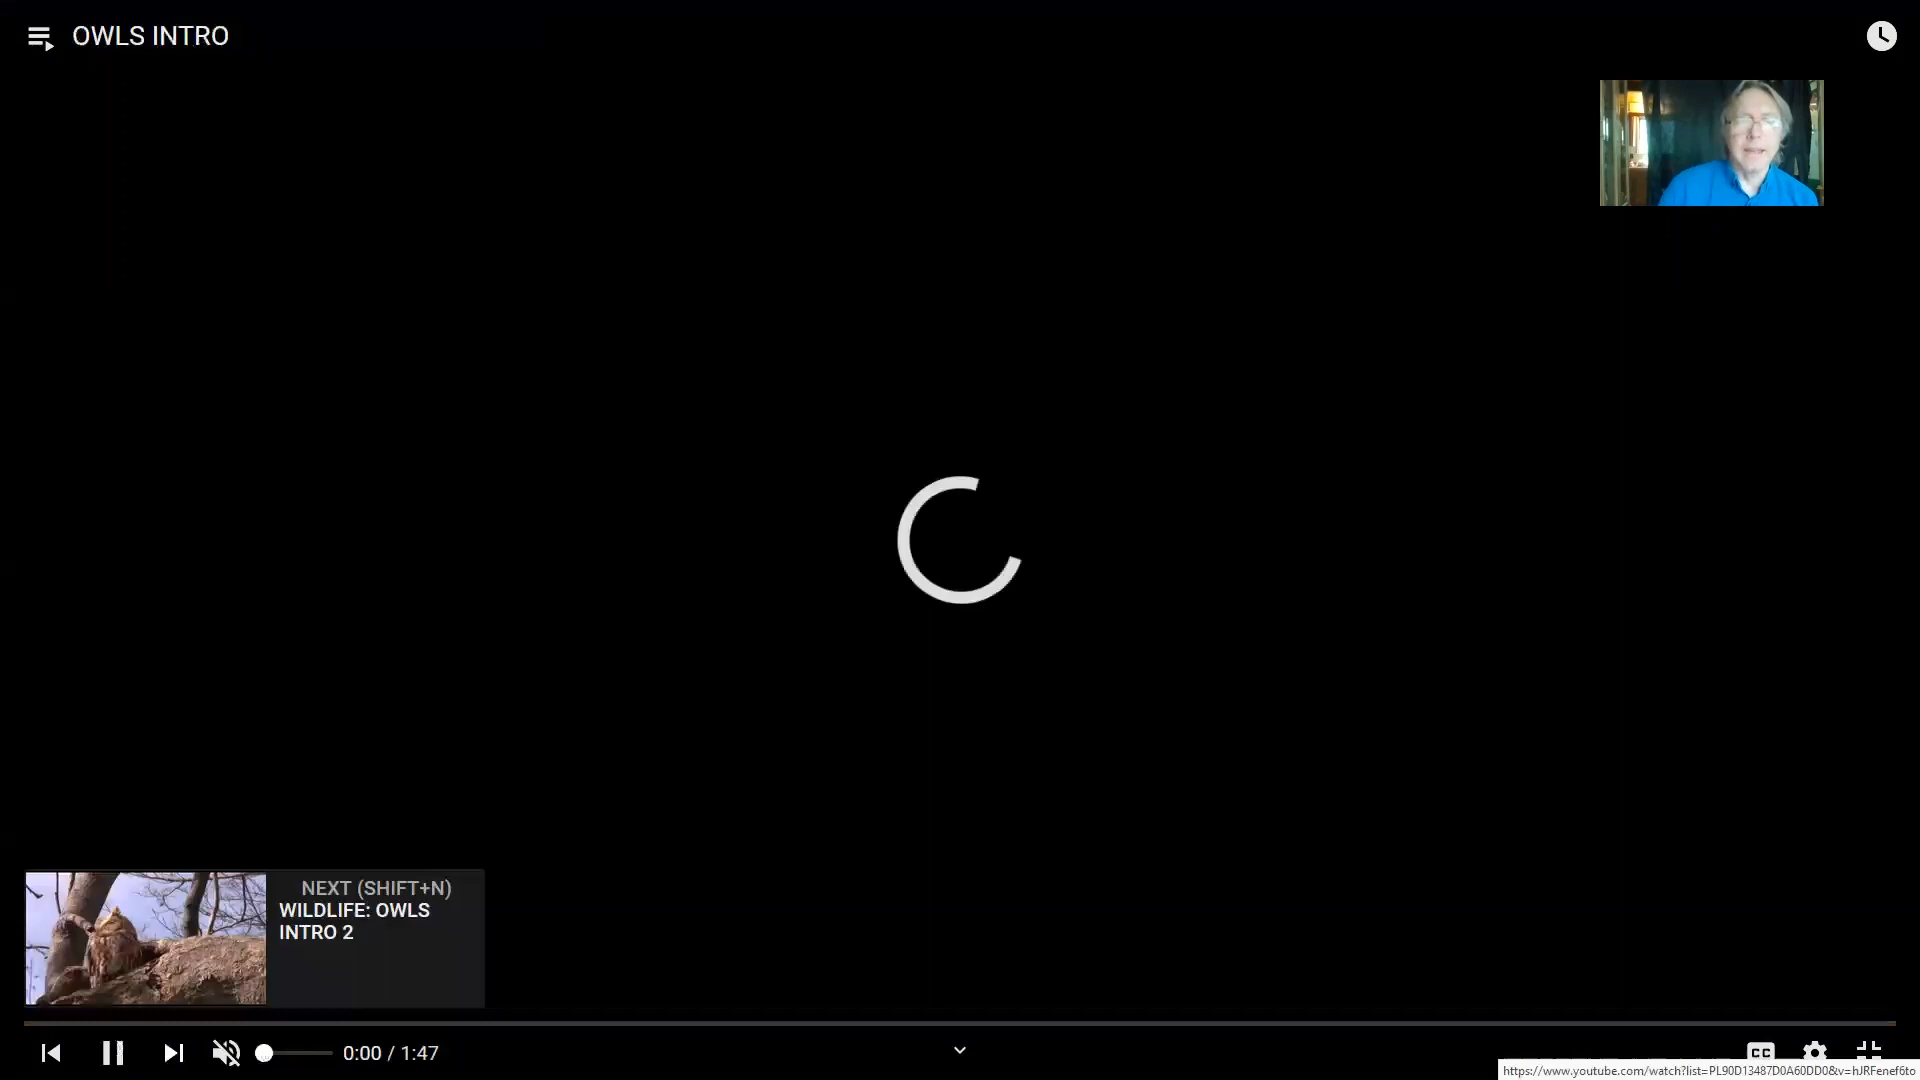 OWLS INTRO
NEXT (SHIFT+N)
WILDLIFE: OWLS
INTRO 2
0:00 / 1:47
CC
https://www.youtube.com/watch?list=PL90D13487D0A60DD0&v=hJRFenef6to